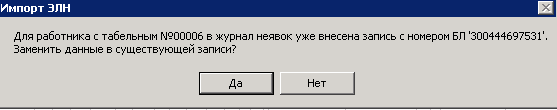 Импорт ЭЛН
Для работника с табельным №00006 в журнал неявок уже внесена запись с номером БЛ '300444697531'.
Заменить данные в существующей записи?
Да
Нет